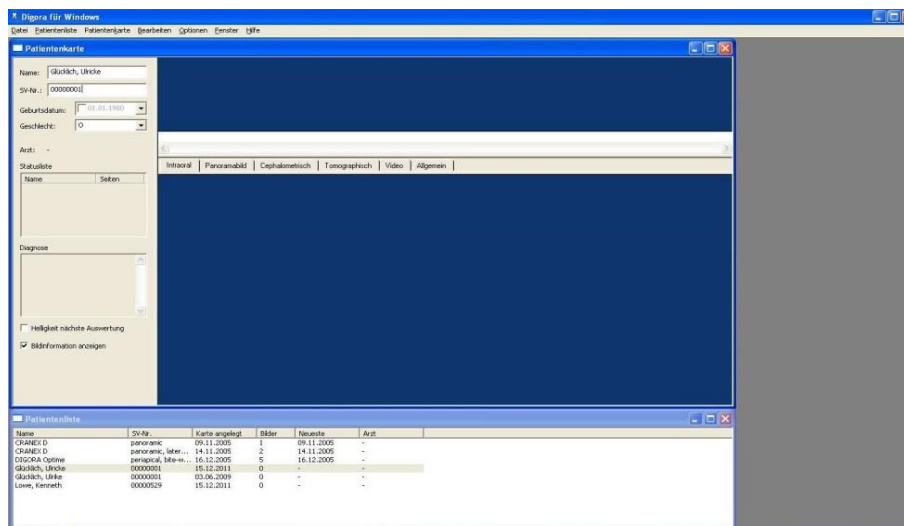 Digora für Windows
Datei Patientenliste Patientenkarte Bearbeiten Optionen Fenster Hilfe
Patientenkarte
Name: Glücklich, Ulricke
SV-Nr.: 00000001
Geburtsdatum: 01.01.1980
Geschlecht: O
Arzt: -
Intraoral Panoramabild Cephalometrisch Tomographisch Video Allgemein
Statusliste
Name Seiten
Diagnose
Helligkeit nächste Auswertung
Bildinformation anzeigen
Patientenliste
Name SV-Nr. Karte angelegt Bilder Neueste Arzt
CRANEX D panoramic 09.11.2005 1 09.11.2005 -
CRANEX D panoramic, later... 14.11.2005 2 14.11.2005 -
DIGORA Optime periapical, bite-w... 16.12.2005 5 16.12.2005 -
Glücklich, Ulricke 00000001 15.12.2011 0 - -
Glücklich, Ulrike 00000001 03.06.2009 0 - -
Lowe, Kenneth 00000529 15.12.2011 0 - -